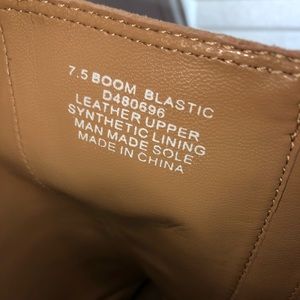 7.5 BOOM BLASTIC
D480696
LEATHER UPPER
SYNTHETIC LINING
MAN MADE SOLE
MADE IN CHINA